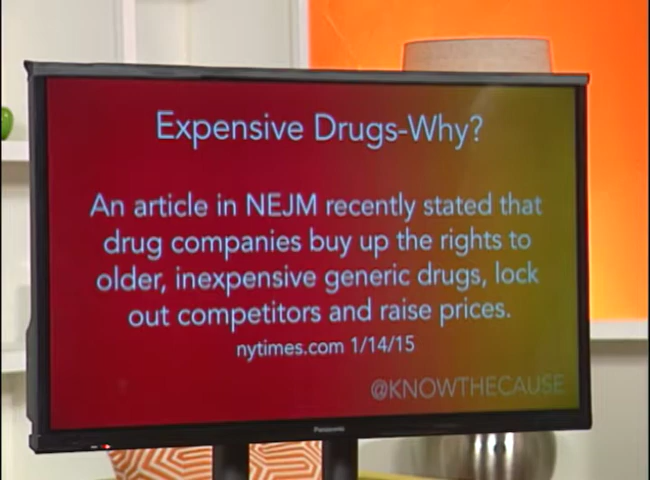 Expensive Drugs-Why?
An article in NEJM recently stated that
drug companies buy up the rights to
older, inexpensive generic drugs, lock
out competitors and raise prices.
nytimes.com 1/14/15
@KNOWTHECAUSE
Panasonic